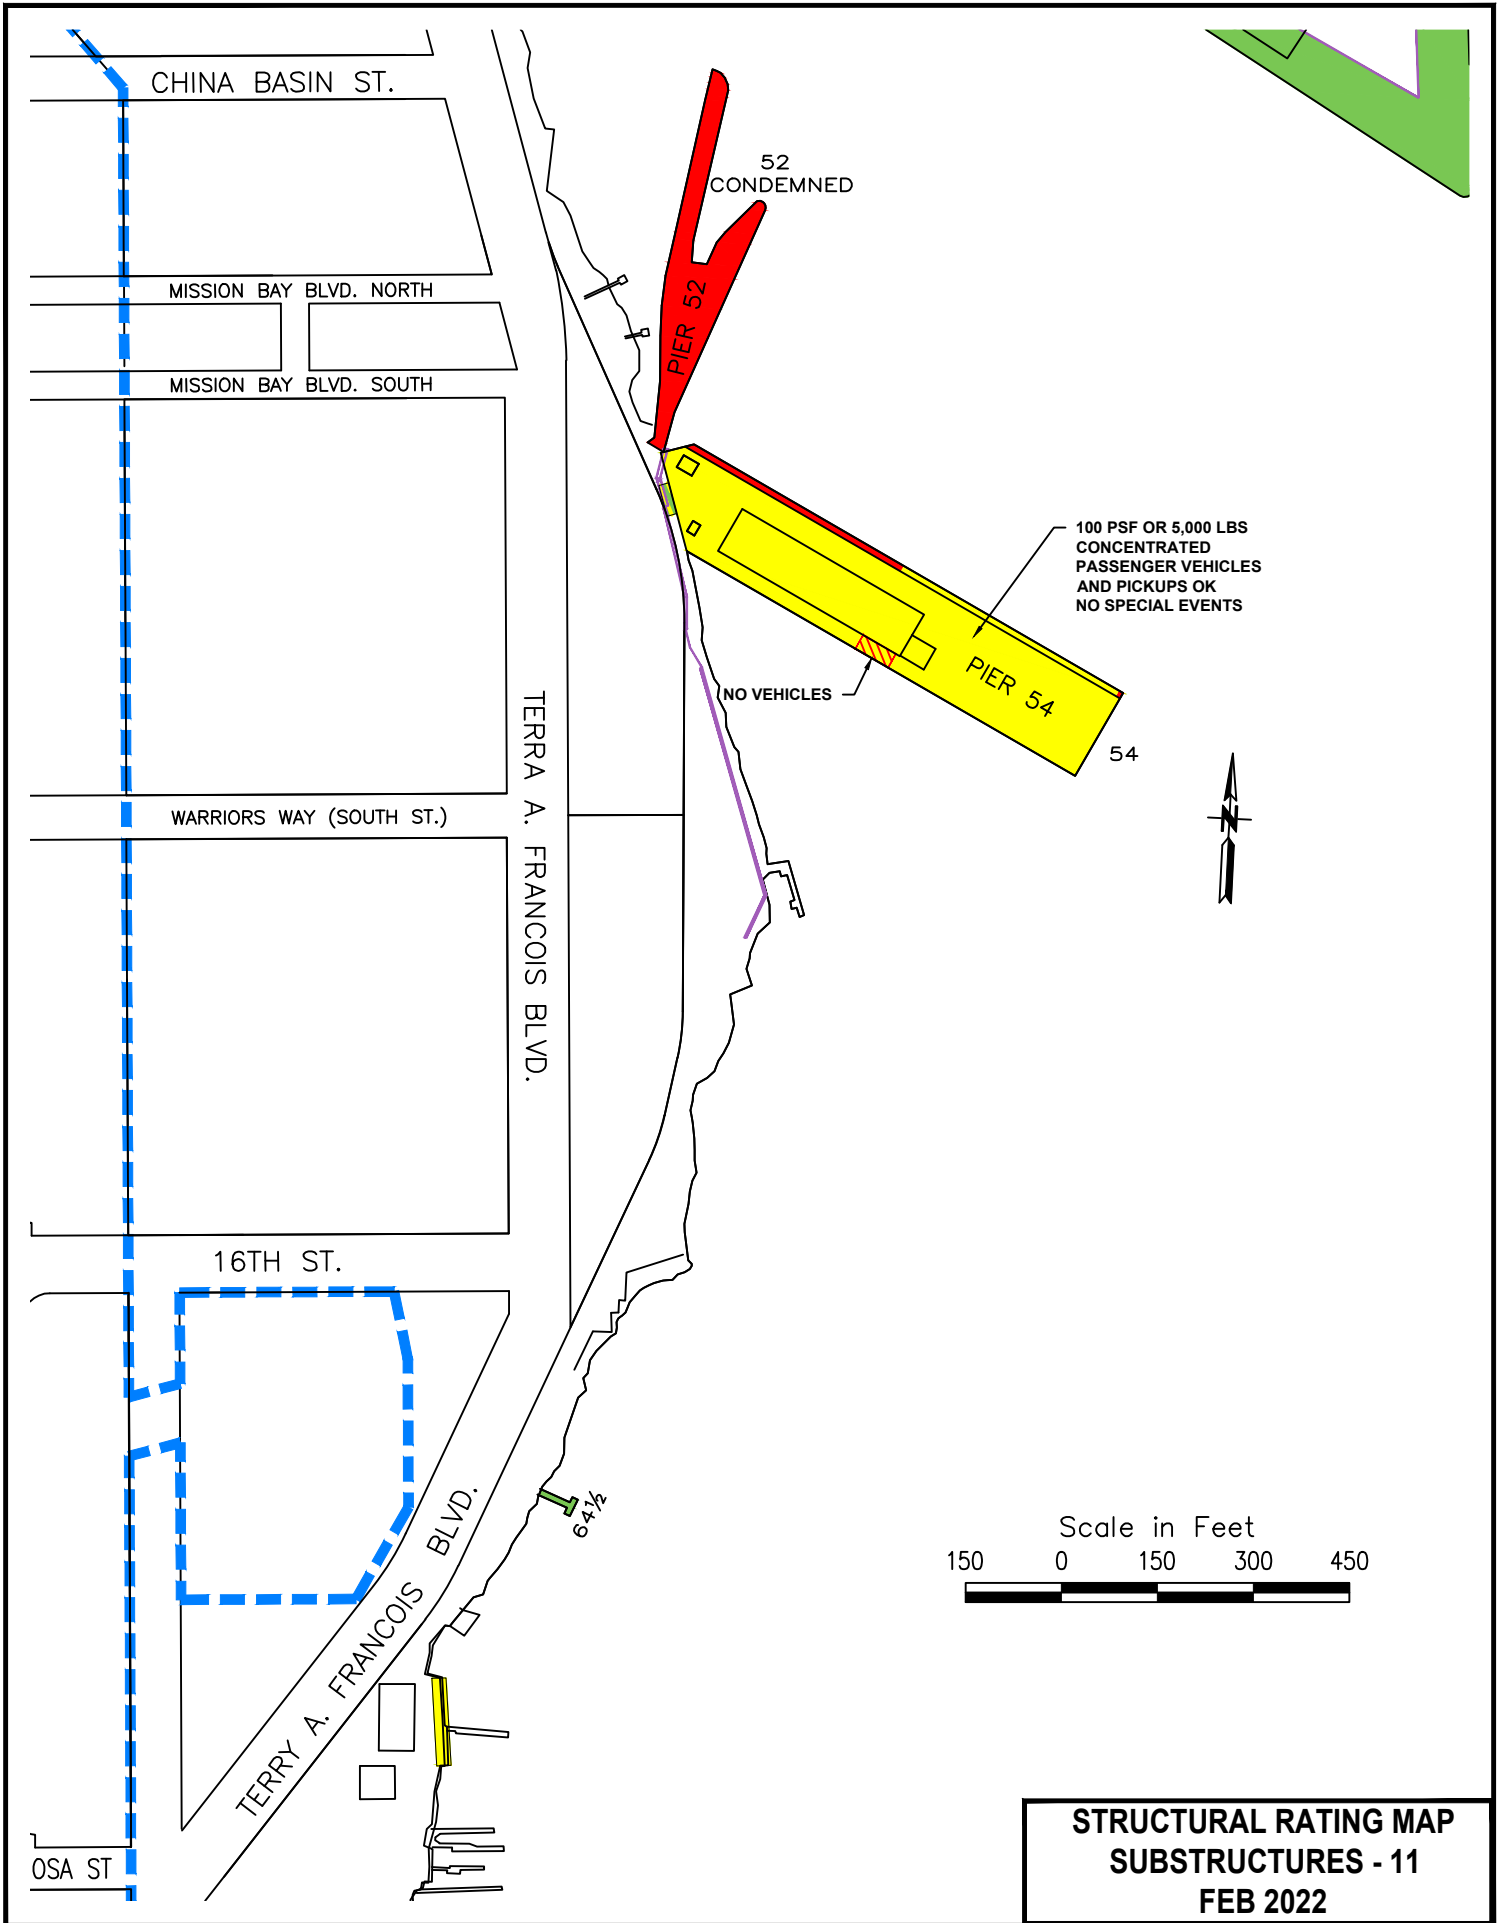 CHINA BASIN ST.
52
CONDEMNED
MISSION BAY BLVD. NORTH
PIER 52
MISSION BAY BLVD. SOUTH
100 PSF OR 5,000 LBS
CONCENTRATED
PASSENGER VEHICLES
AND PICKUPS OK
NO SPECIAL EVENTS
PIER 54
NO VEHICLES
54
TERRA A. FRANCOIS BLVD.
WARRIORS WAY (SOUTH ST.)
N
16TH ST.
64½
TERRY A. FRANCOIS BLVD.
Scale in Feet
150 0 150 300 450
OSA ST
STRUCTURAL RATING MAP
SUBSTRUCTURES - 11
FEB 2022